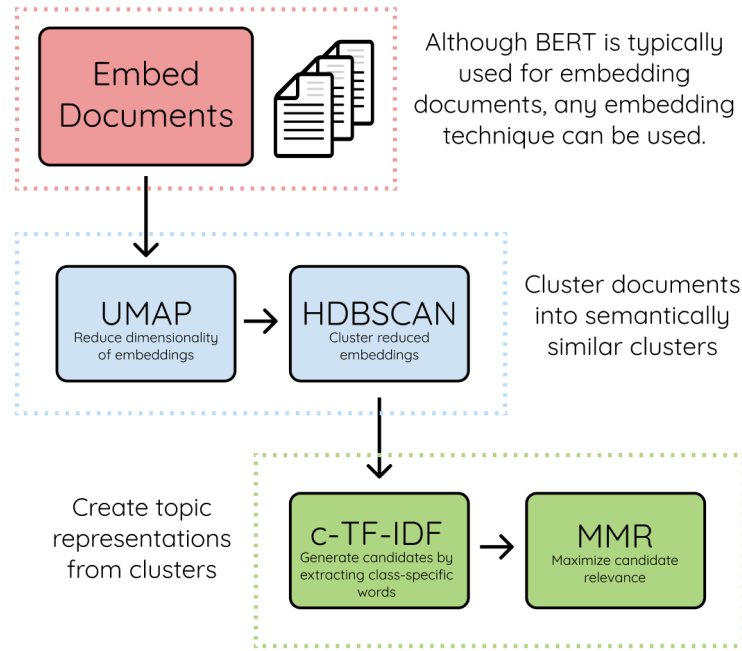 Embed
Documents
Although BERT is typically
used for embedding
documents, any embedding
technique can be used.
UMAP
Reduce dimensionality
of embeddings
HDBSCAN
Cluster reduced
embeddings
Cluster documents
into semantically
similar clusters
Create topic
representations
from clusters
c-TF-IDF
Generate candidates by
extracting class-specific
words
MMR
Maximize candidate
relevance